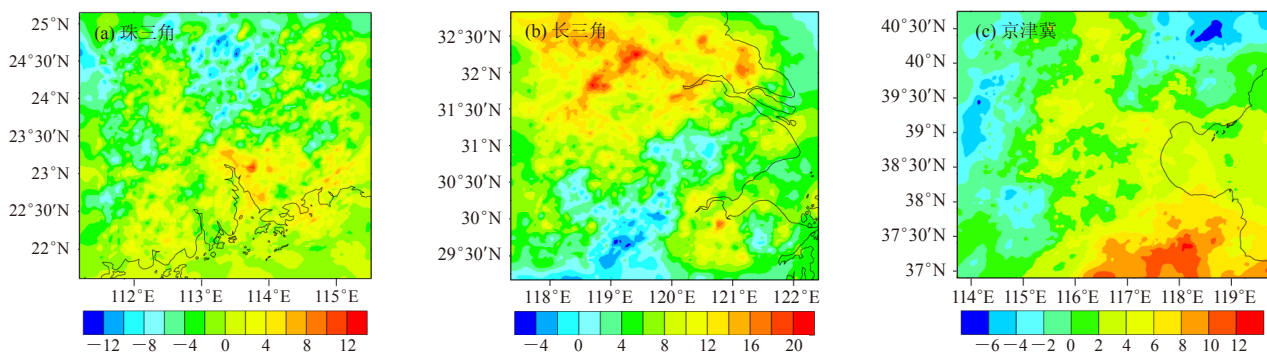 (a) 珠三角
25°N
24°30′N
24°N
23°30′N
23°N
22°30′N
22°N
112°E 113°E 114°E 115°E
−12 −8 −4 0 4 8 12
(b) 长三角
32°30′N
32°N
31°30′N
31°N
30°30′N
30°N
29°30′N
118°E 119°E 120°E 121°E 122°E
−4 0 4 8 12 16 20
(c) 京津冀
40°30′N
40°N
39°30′N
39°N
38°30′N
38°N
37°30′N
37°N
114°E 115°E 116°E 117°E 118°E 119°E
−6 −4 −2 0 2 4 6 8 10 12